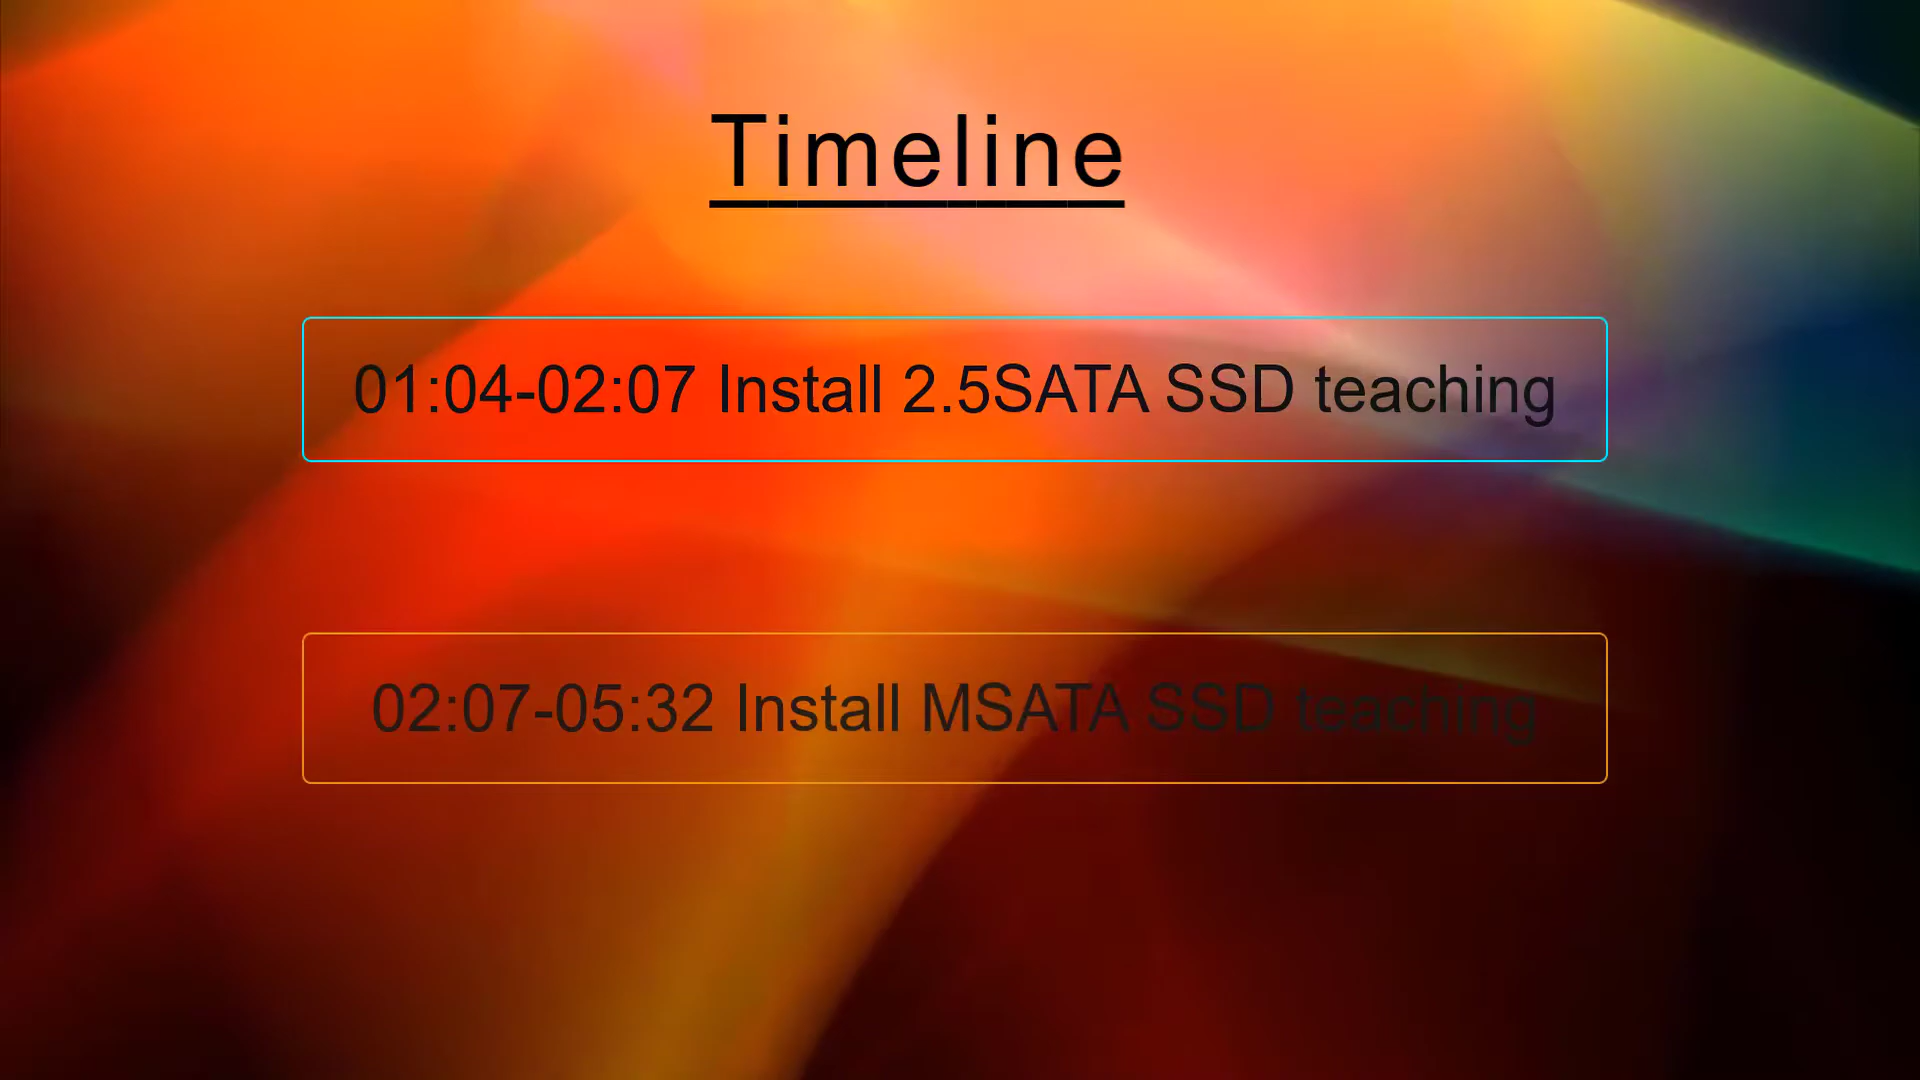 Timeline
01:04-02:07 Install 2.5SATA SSD teaching
02:07-05:32 Install MSATA SSD teaching